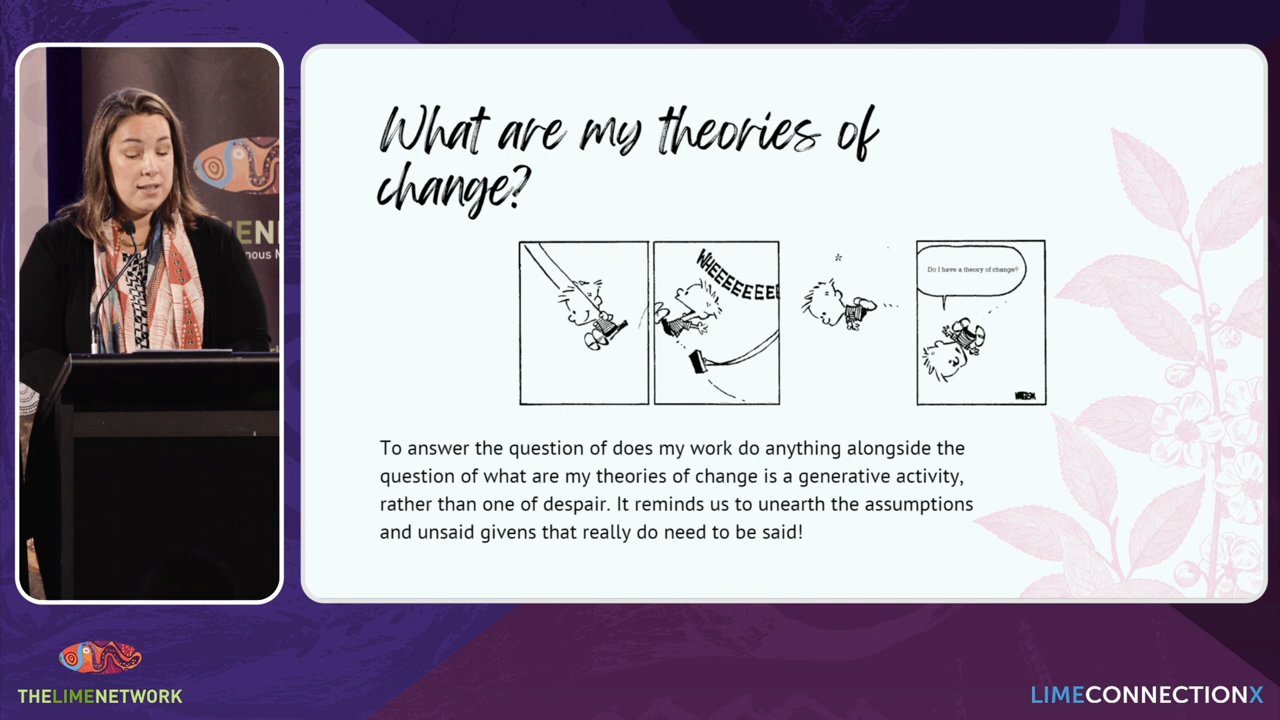 What are my theories of
change?
WHEEEEEEE
Do I have a theory of change?
To answer the question of does my work do anything alongside the
question of what are my theories of change is a generative activity,
rather than one of despair. It reminds us to unearth the assumptions
and unsaid givens that really do need to be said!
THELIMENETWORK
LIMECONNECTIONX